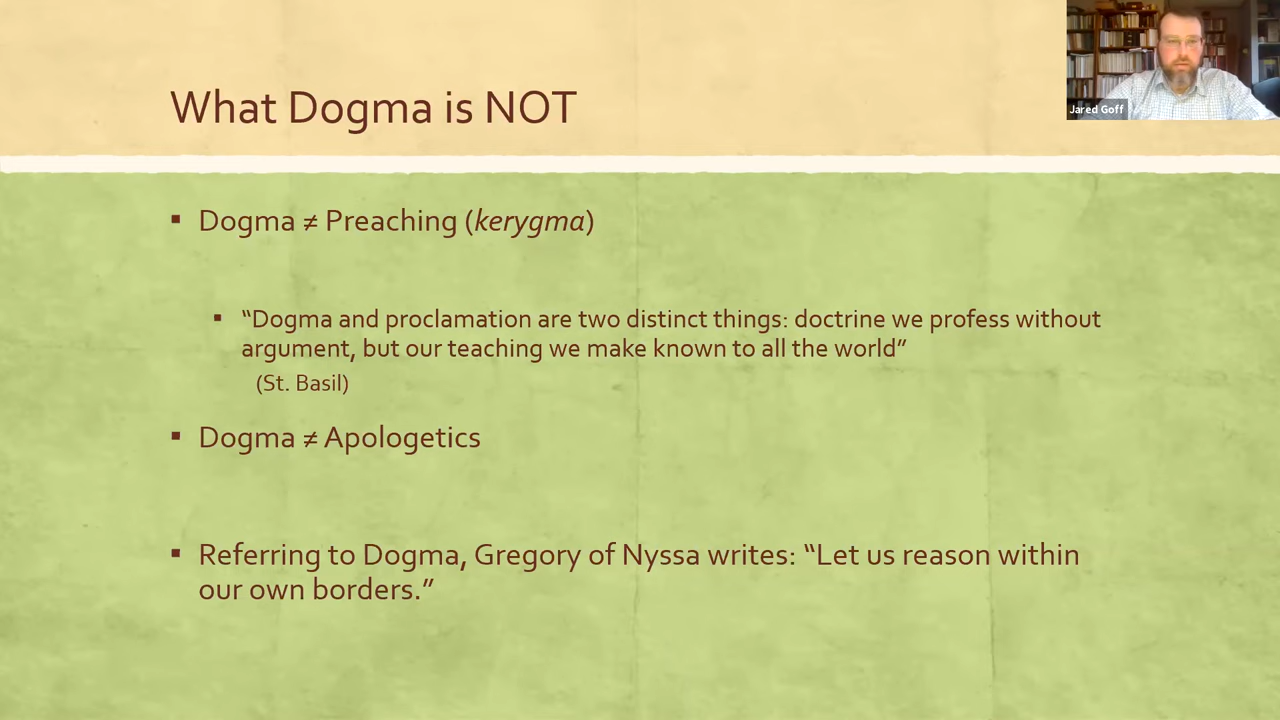 What Dogma is NOT
Jared Goff
▪ Dogma ≠ Preaching (kerygma)
▪ “Dogma and proclamation are two distinct things: doctrine we profess without
argument, but our teaching we make known to all the world”
(St. Basil)
▪ Dogma ≠ Apologetics
▪ Referring to Dogma, Gregory of Nyssa writes: “Let us reason within
our own borders.”